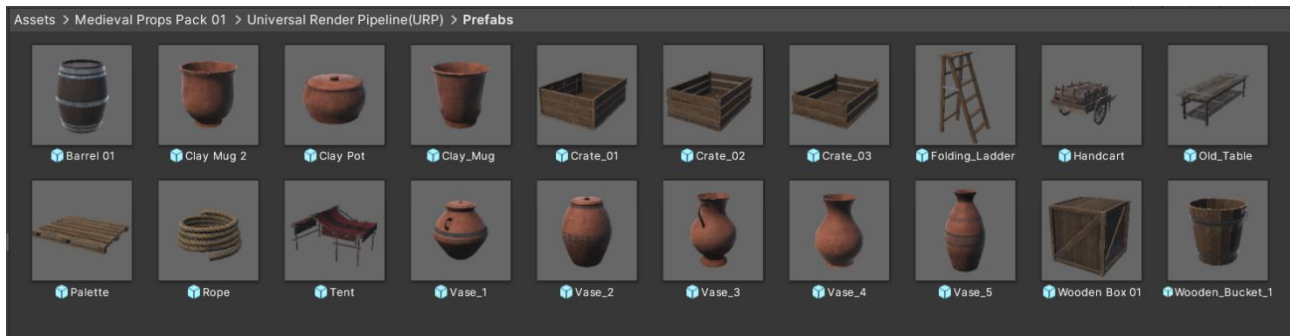 Assets > Medieval Props Pack 01 > Universal Render Pipeline(URP) > Prefabs
Barrel 01 Clay Mug 2 Clay Pot Clay_Mug Crate_01 Crate_02 Crate_03 Folding_Ladder Handcart Old_Table
Palette Rope Tent Vase_1 Vase_2 Vase_3 Vase_4 Vase_5 Wooden Box 01 Wooden_Bucket_1